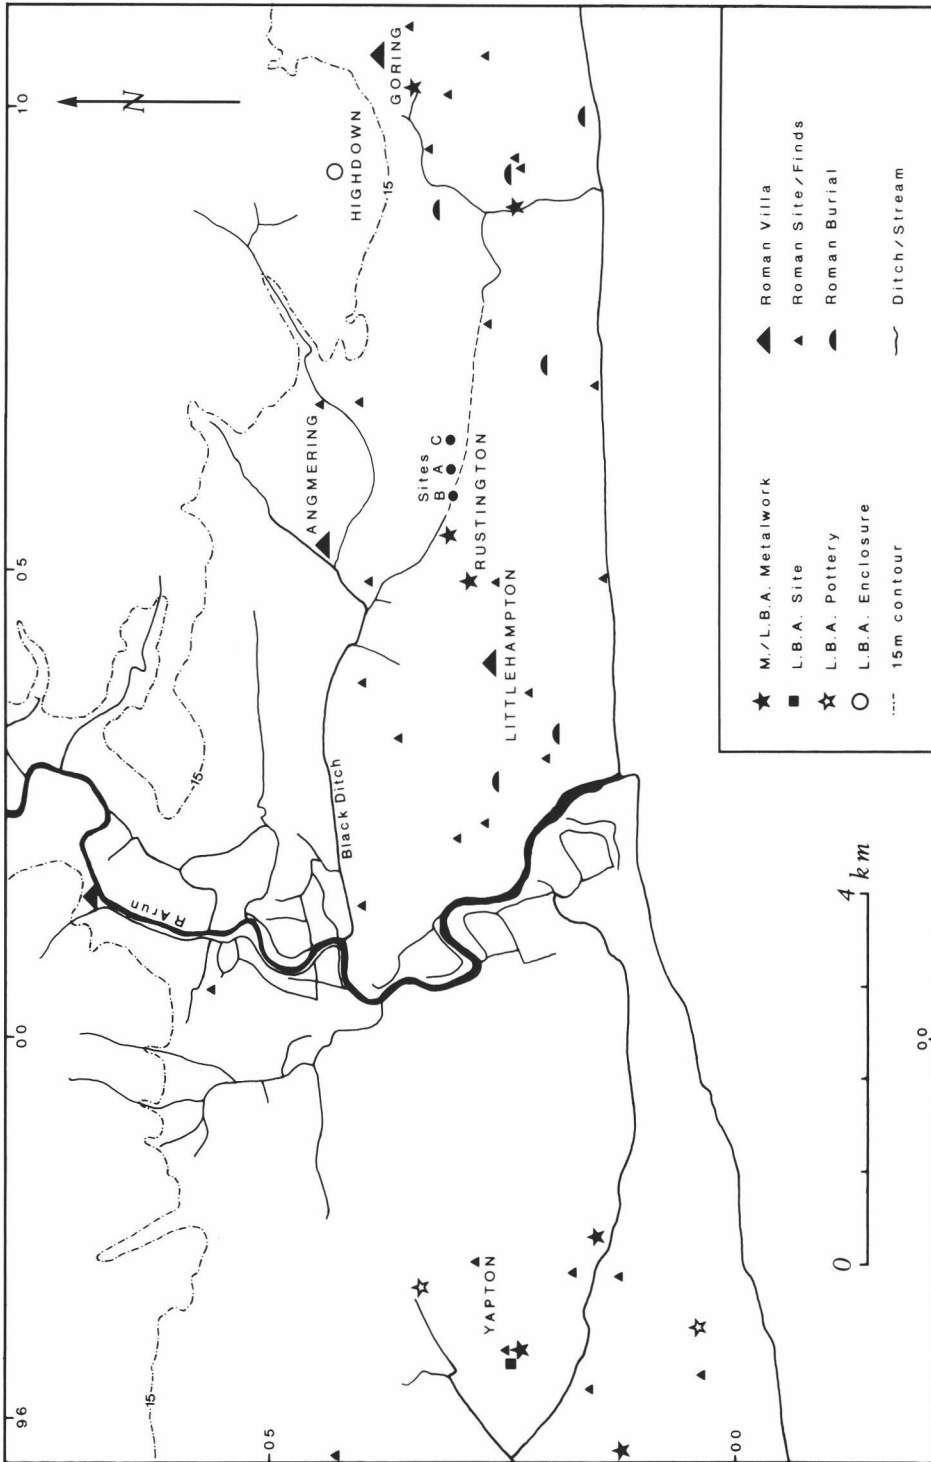 96
00
05
10
N
15
15
15
05
00
00
R Arun
Black Ditch
HIGHDOWN
GORING
ANGMERING
Sites
B A C
RUSTINGTON
LITTLEHAMPTON
YAPTON
0 4 km
M./L.B.A. Metalwork
L.B.A. Site
L.B.A. Pottery
L.B.A. Enclosure
15m contour
Roman Villa
Roman Site/Finds
Roman Burial
Ditch/Stream